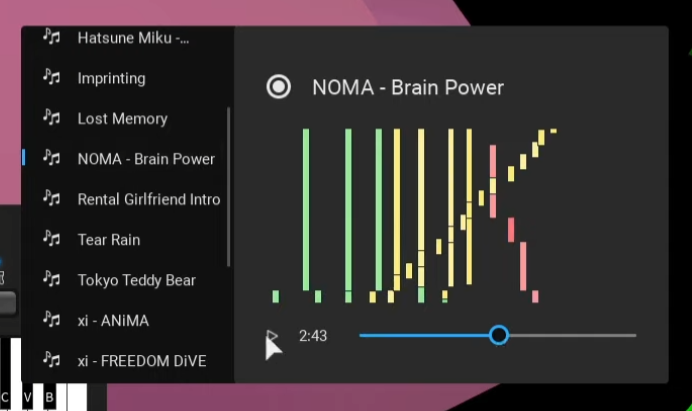 Hatsune Miku -...
Imprinting
Lost Memory
NOMA - Brain Power
Rental Girlfriend Intro
Tear Rain
Tokyo Teddy Bear
xi - ANiMA
xi - FREEDOM DiVE
NOMA - Brain Power
2:43
C V B